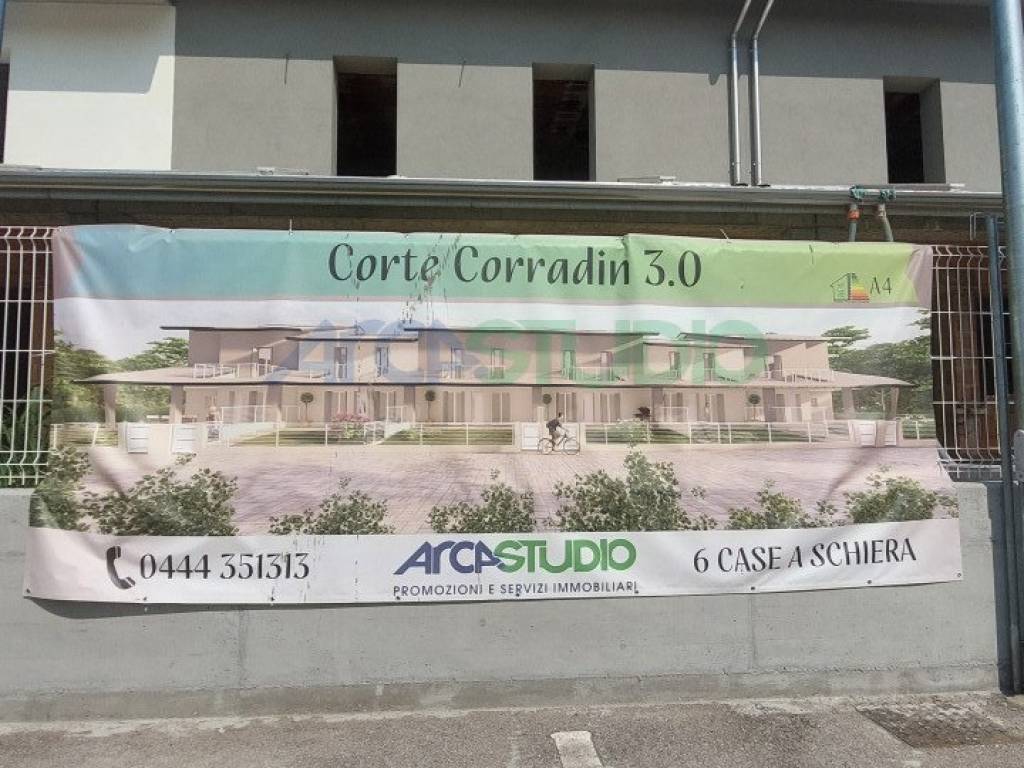 Corte Corradin 3.0
A4
ARCASTUDIO
0444 351313
ARCASTUDIO
PROMOZIONI E SERVIZI IMMOBILIARI
6 CASE A SCHIERA